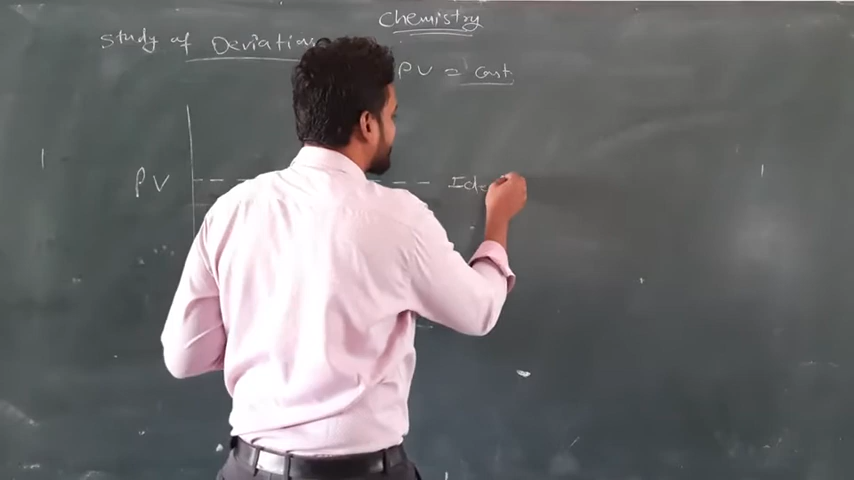 Chemistry
Study of Deviation
PV = Const.
PV
Ide